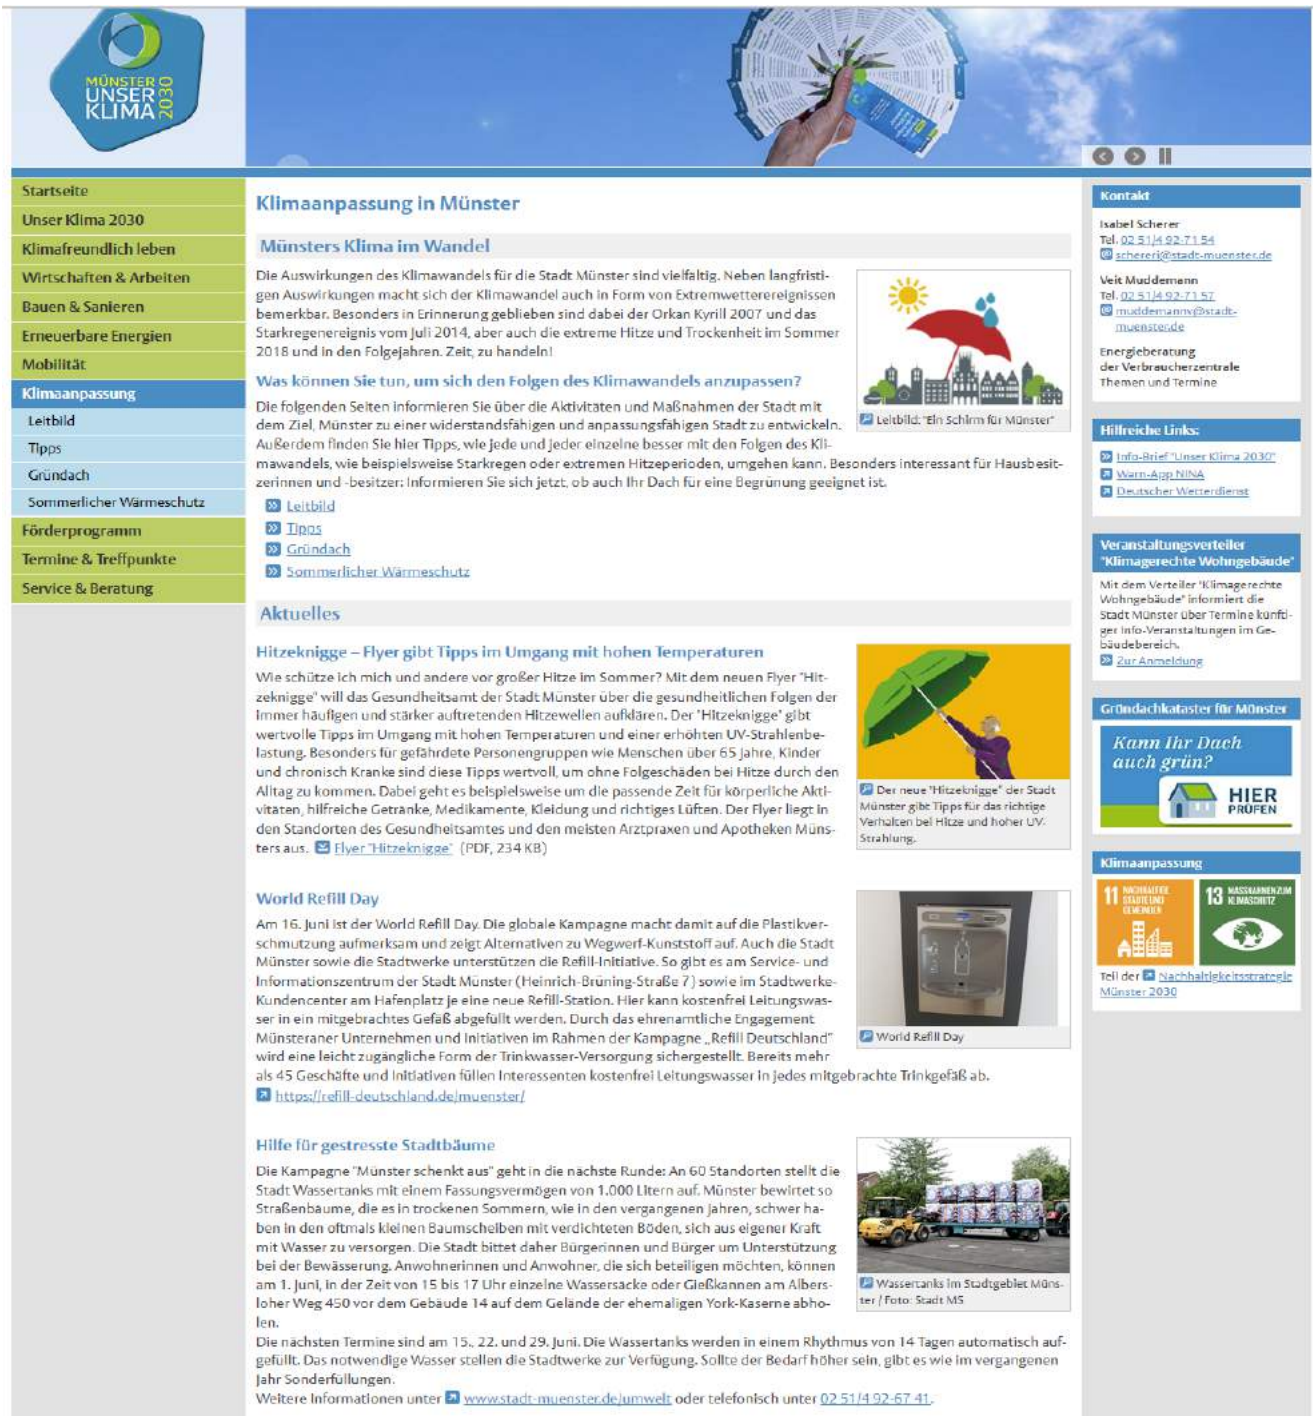 MÜNSTER
UNSER
KLIMA
2030
Startseite
Unser Klima 2030
Klimafreundlich leben
Wirtschaften & Arbeiten
Bauen & Sanieren
Erneuerbare Energien
Mobilität
Klimaanpassung
Leitbild
Tipps
Gründach
Sommerlicher Wärmeschutz
Förderprogramm
Termine & Treffpunkte
Service & Beratung
Klimaanpassung in Münster
Münsters Klima im Wandel
Die Auswirkungen des Klimawandels für die Stadt Münster sind vielfältig. Neben langfristi-
gen Auswirkungen macht sich der Klimawandel auch in Form von Extremwetterereignissen
bemerkbar. Besonders in Erinnerung geblieben sind dabei der Orkan Kyrill 2007 und das
Starkregenereignis vom Juli 2014, aber auch die extreme Hitze und Trockenheit im Sommer
2018 und in den Folgejahren. Zeit, zu handeln!
Leitbild: "Ein Schirm für Münster"
Was können Sie tun, um sich den Folgen des Klimawandels anzupassen?
Die folgenden Seiten informieren Sie über die Aktivitäten und Maßnahmen der Stadt mit
dem Ziel, Münster zu einer widerstandsfähigen und anpassungsfähigen Stadt zu entwickeln.
Außerdem finden Sie hier Tipps, wie jede und jeder einzelne besser mit den Folgen des Kli-
mawandels, wie beispielsweise Starkregen oder extremen Hitzeperioden, umgehen kann. Besonders interessant für Hausbesit-
zerinnen und -besitzer: Informieren Sie sich jetzt, ob auch Ihr Dach für eine Begrünung geeignet ist.
Leitbild
Tipps
Gründach
Sommerlicher Wärmeschutz
Aktuelles
Hitzeknigge – Flyer gibt Tipps im Umgang mit hohen Temperaturen
Wie schütze ich mich und andere vor großer Hitze im Sommer? Mit dem neuen Flyer "Hit-
zeknigge" will das Gesundheitsamt der Stadt Münster über die gesundheitlichen Folgen der
immer häufigen und stärker auftretenden Hitzewellen aufklären. Der "Hitzeknigge" gibt
wertvolle Tipps im Umgang mit hohen Temperaturen und einer erhöhten UV-Strahlenbe-
lastung. Besonders für gefährdete Personengruppen wie Menschen über 65 Jahre, Kinder
und chronisch Kranke sind diese Tipps wertvoll, um ohne Folgeschäden bei Hitze durch den
Alltag zu kommen. Dabei geht es beispielsweise um die passende Zeit für körperliche Akti-
vitäten, hilfreiche Getränke, Medikamente, Kleidung und richtiges Lüften. Der Flyer liegt in
den Standorten des Gesundheitsamtes und den meisten Arztpraxen und Apotheken Müns-
ters aus. Flyer "Hitzeknigge" (PDF, 234 KB)
Der neue "Hitzeknigge" der Stadt
Münster gibt Tipps für das richtige
Verhalten bei Hitze und hoher UV-
Strahlung.
World Refill Day
Am 16. Juni ist der World Refill Day. Die globale Kampagne macht damit auf die Plastikver-
schmutzung aufmerksam und zeigt Alternativen zu Wegwerf-Kunststoff auf. Auch die Stadt
Münster sowie die Stadtwerke unterstützen die Refill-Initiative. So gibt es am Service- und
Informationszentrum der Stadt Münster (Heinrich-Brüning-Straße 7) sowie im Stadtwerke-
Kundencenter am Hafenplatz je eine neue Refill-Station. Hier kann kostenfrei Leitungswas-
ser in ein mitgebrachtes Gefäß abgefüllt werden. Durch das ehrenamtliche Engagement
Münsteraner Unternehmen und Initiativen im Rahmen der Kampagne „Refill Deutschland"
wird eine leicht zugängliche Form der Trinkwasser-Versorgung sichergestellt. Bereits mehr
als 45 Geschäfte und Initiativen füllen Interessenten kostenfrei Leitungswasser in jedes mitgebrachte Trinkgefäß ab.
https://refill-deutschland.de/muenster/
World Refill Day
Hilfe für gestresste Stadtbäume
Die Kampagne "Münster schenkt aus" geht in die nächste Runde: An 60 Standorten stellt die
Stadt Wassertanks mit einem Fassungsvermögen von 1.000 Litern auf. Münster bewirtet so
Straßenbäume, die es in trockenen Sommern, wie in den vergangenen Jahren, schwer ha-
ben in den oftmals kleinen Baumscheiben mit verdichteten Böden, sich aus eigener Kraft
mit Wasser zu versorgen. Die Stadt bittet daher Bürgerinnen und Bürger um Unterstützung
bei der Bewässerung. Anwohnerinnen und Anwohner, die sich beteiligen möchten, können
am 1. Juni, in der Zeit von 15 bis 17 Uhr einzelne Wassersäcke oder Gießkannen am Albers-
loher Weg 450 vor dem Gebäude 14 auf dem Gelände der ehemaligen York-Kaserne abho-
len.
Die nächsten Termine sind am 15., 22. und 29. Juni. Die Wassertanks werden in einem Rhythmus von 14 Tagen automatisch auf-
gefüllt. Das notwendige Wasser stellen die Stadtwerke zur Verfügung. Sollte der Bedarf höher sein, gibt es wie im vergangenen
Jahr Sonderfüllungen.
Weitere Informationen unter www.stadt-muenster.de/umwelt oder telefonisch unter 02 51/4 92-67 41.
Wassertanks im Stadtgebiet Müns-
ter / Foto: Stadt MS
Kontakt
Isabel Scherer
Tel. 02 51/4 92-71 54
schereri@stadt-muenster.de
Veit Muddemann
Tel. 02 51/4 92-71 57
muddemannv@stadt-
muenster.de
Energieberatung
der Verbraucherzentrale
Themen und Termine
Hilfreiche Links:
Info-Brief "Unser Klima 2030"
Warn-App NINA
Deutscher Wetterdienst
Veranstaltungsverteiler
"Klimagerechte Wohngebäude"
Mit dem Verteiler "Klimagerechte
Wohngebäude" informiert die
Stadt Münster über Termine künfti-
ger Info-Veranstaltungen im Ge-
bäudebereich.
Zur Anmeldung
Gründachkataster für Münster
Kann Ihr Dach
auch grün?
HIER
PRÜFEN
Klimaanpassung
11 NACHHALTIGE
STÄDTE UND
GEMEINDEN
13 MASSNAHMEN ZUM
KLIMASCHUTZ
Teil der Nachhaltigkeitsstrategie
Münster 2030